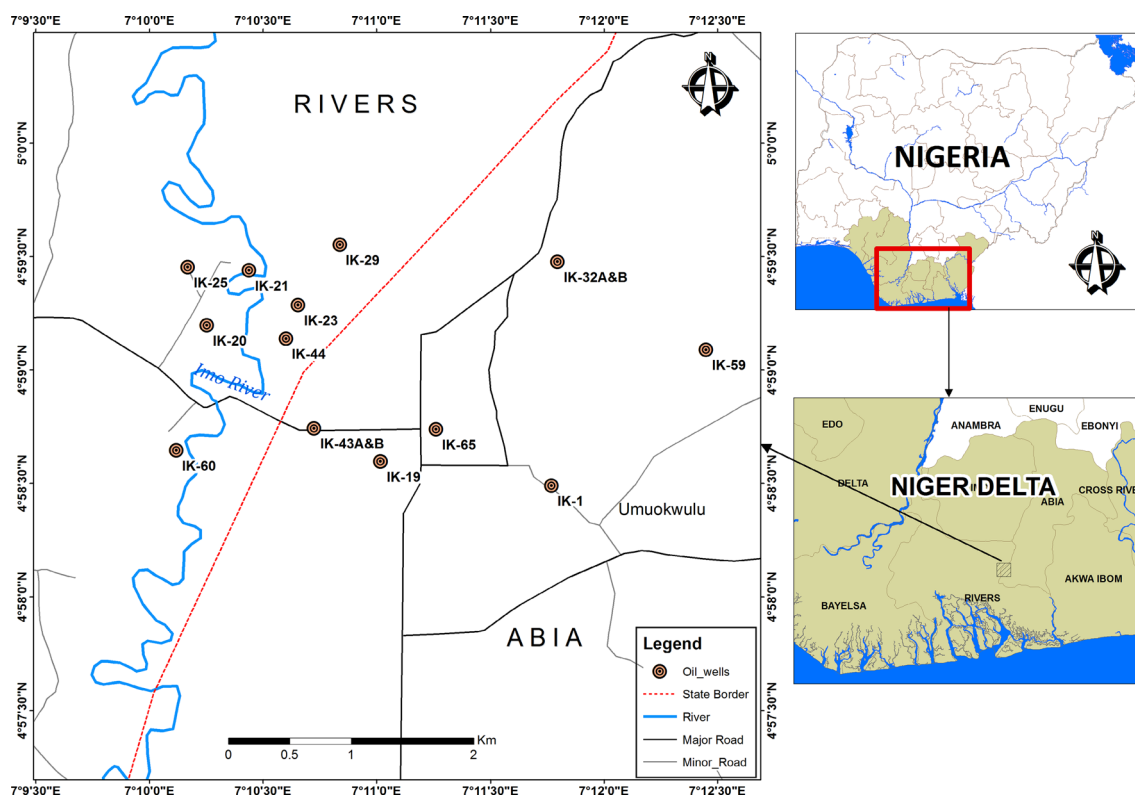 7°9'30"E 7°10'0"E 7°10'30"E 7°11'0"E 7°11'30"E 7°12'0"E 7°12'30"E
5°0'0"N
4°59'30"N
4°59'0"N
4°58'30"N
4°58'0"N
4°57'30"N
N
RIVERS
IK-29
IK-25
IK-21
IK-32A&B
IK-23
IK-20
IK-44
IK-59
Imo River
IK-43A&B
IK-65
IK-60
IK-19
IK-1
Umuokwulu
ABIA
Legend
Oil_wells
State Border
River
Major Road
Minor_Road
Km
0 0.5 1 2
5°0'0"N
4°59'30"N
4°59'0"N
4°58'30"N
4°58'0"N
4°57'30"N
7°9'30"E 7°10'0"E 7°10'30"E 7°11'0"E 7°11'30"E 7°12'0"E 7°12'30"E
NIGERIA
N
ENUGU
EDO
ANAMBRA
EBONYI
DELTA
NIGER DELTA
CROSS RIVE
ABIA
AKWA IBOM
BAYELSA
RIVERS